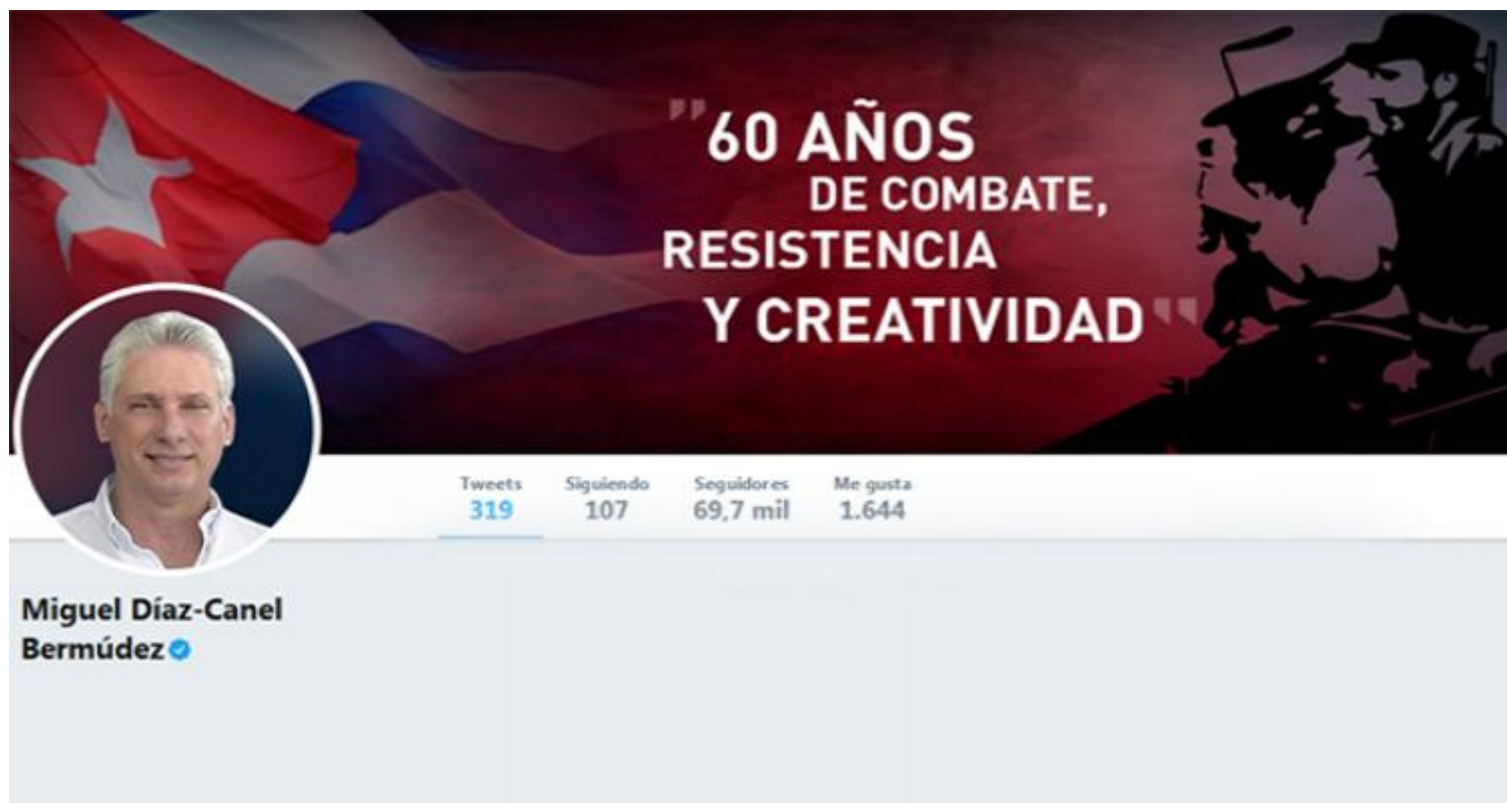 "60 AÑOS
DE COMBATE,
RESISTENCIA
Y CREATIVIDAD"
Tweets Siguiendo Seguidores Me gusta
319 107 69,7 mil 1.644
Miguel Díaz-Canel
Bermúdez